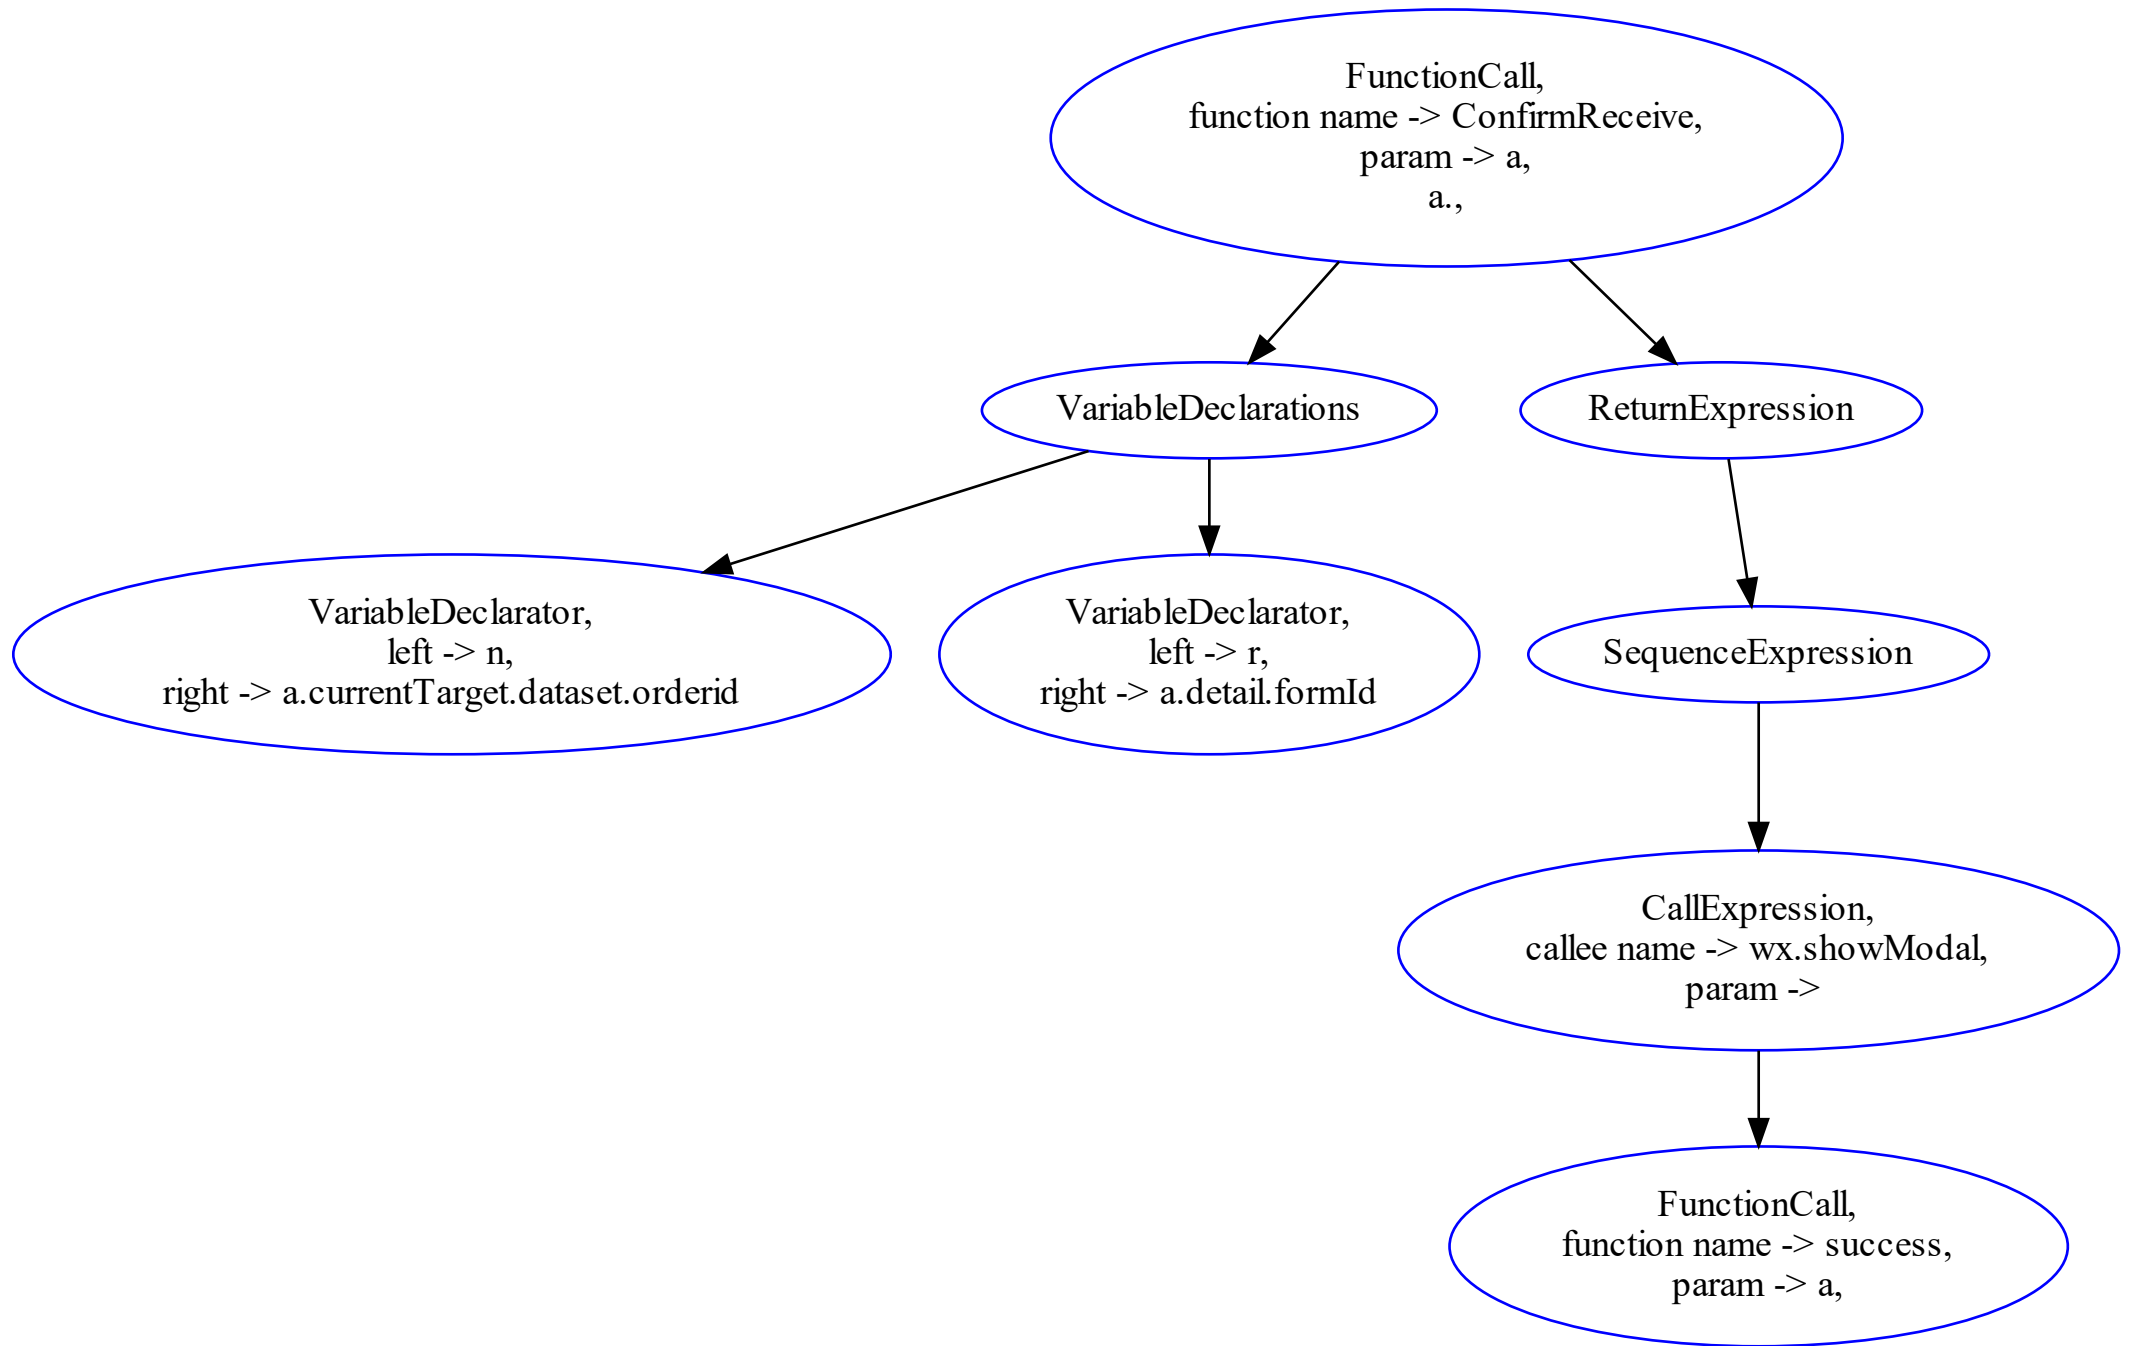 FunctionCall,
function name -> ConfirmReceive,
param -> a,
a.,
VariableDeclarations
ReturnExpression
VariableDeclarator,
left -> n,
right -> a.currentTarget.dataset.orderid
VariableDeclarator,
left -> r,
right -> a.detail.formId
SequenceExpression
CallExpression,
callee name -> wx.showModal,
param ->
FunctionCall,
function name -> success,
param -> a,